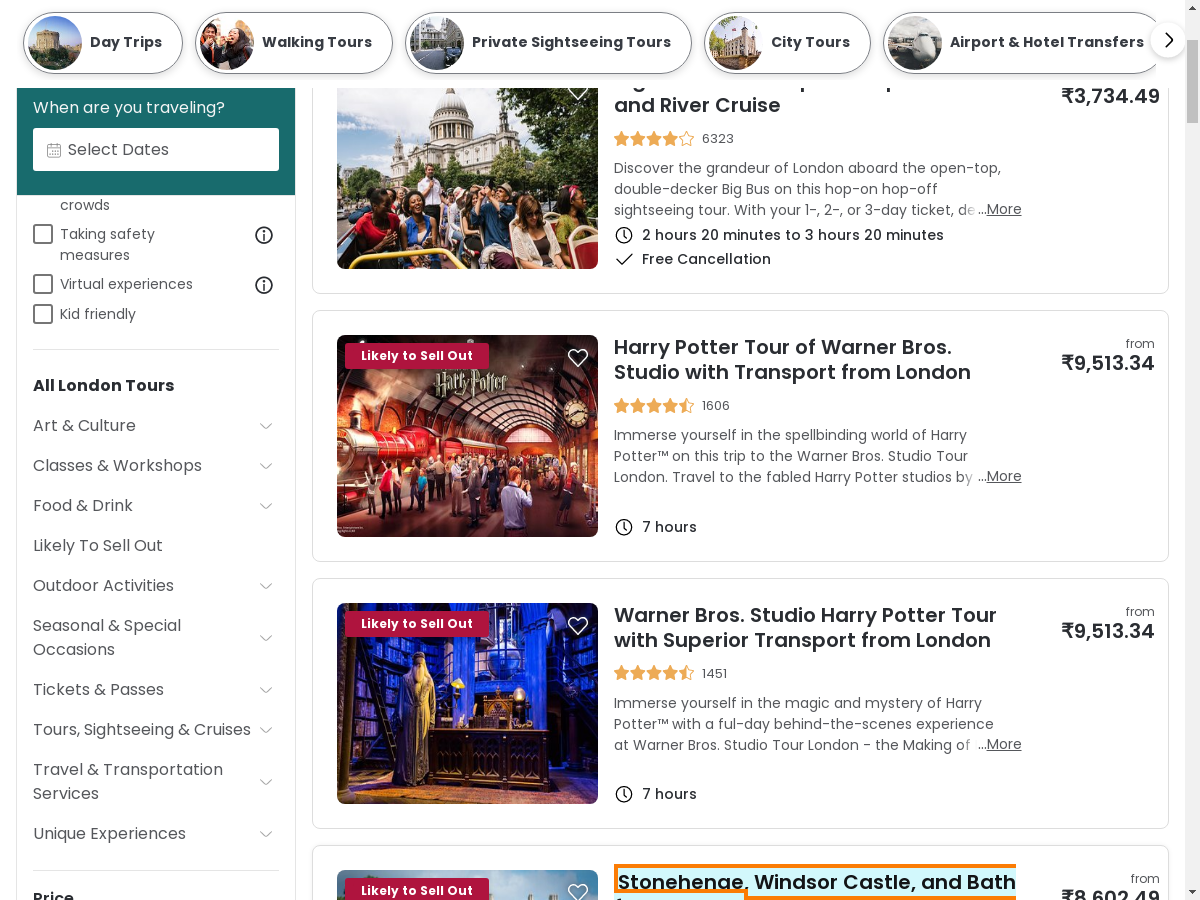 Day Trips
Walking Tours
Private Sightseeing Tours
City Tours
Airport & Hotel Transfers
When are you traveling?
Select Dates
crowds
Taking safety
measures
Virtual experiences
Kid friendly
All London Tours
Art & Culture
Classes & Workshops
Food & Drink
Likely To Sell Out
Outdoor Activities
Seasonal & Special
Occasions
Tickets & Passes
Tours, Sightseeing & Cruises
Travel & Transportation
Services
Unique Experiences
Price
and River Cruise
₹3,734.49
6323
Discover the grandeur of London aboard the open-top,
double-decker Big Bus on this hop-on hop-off
sightseeing tour. With your 1-, 2-, or 3-day ticket, de ...More
2 hours 20 minutes to 3 hours 20 minutes
Free Cancellation
Likely to Sell Out
Harry Potter
Harry Potter Tour of Warner Bros.
Studio with Transport from London
from
₹9,513.34
1606
Immerse yourself in the spellbinding world of Harry
Potter™ on this trip to the Warner Bros. Studio Tour
London. Travel to the fabled Harry Potter studios by ...More
7 hours
Likely to Sell Out
Warner Bros. Studio Harry Potter Tour
with Superior Transport from London
from
₹9,513.34
1451
Immerse yourself in the magic and mystery of Harry
Potter™ with a ful-day behind-the-scenes experience
at Warner Bros. Studio Tour London - the Making of ...More
7 hours
Likely to Sell Out
Stonehenge, Windsor Castle, and Bath
from
₹8,602.49